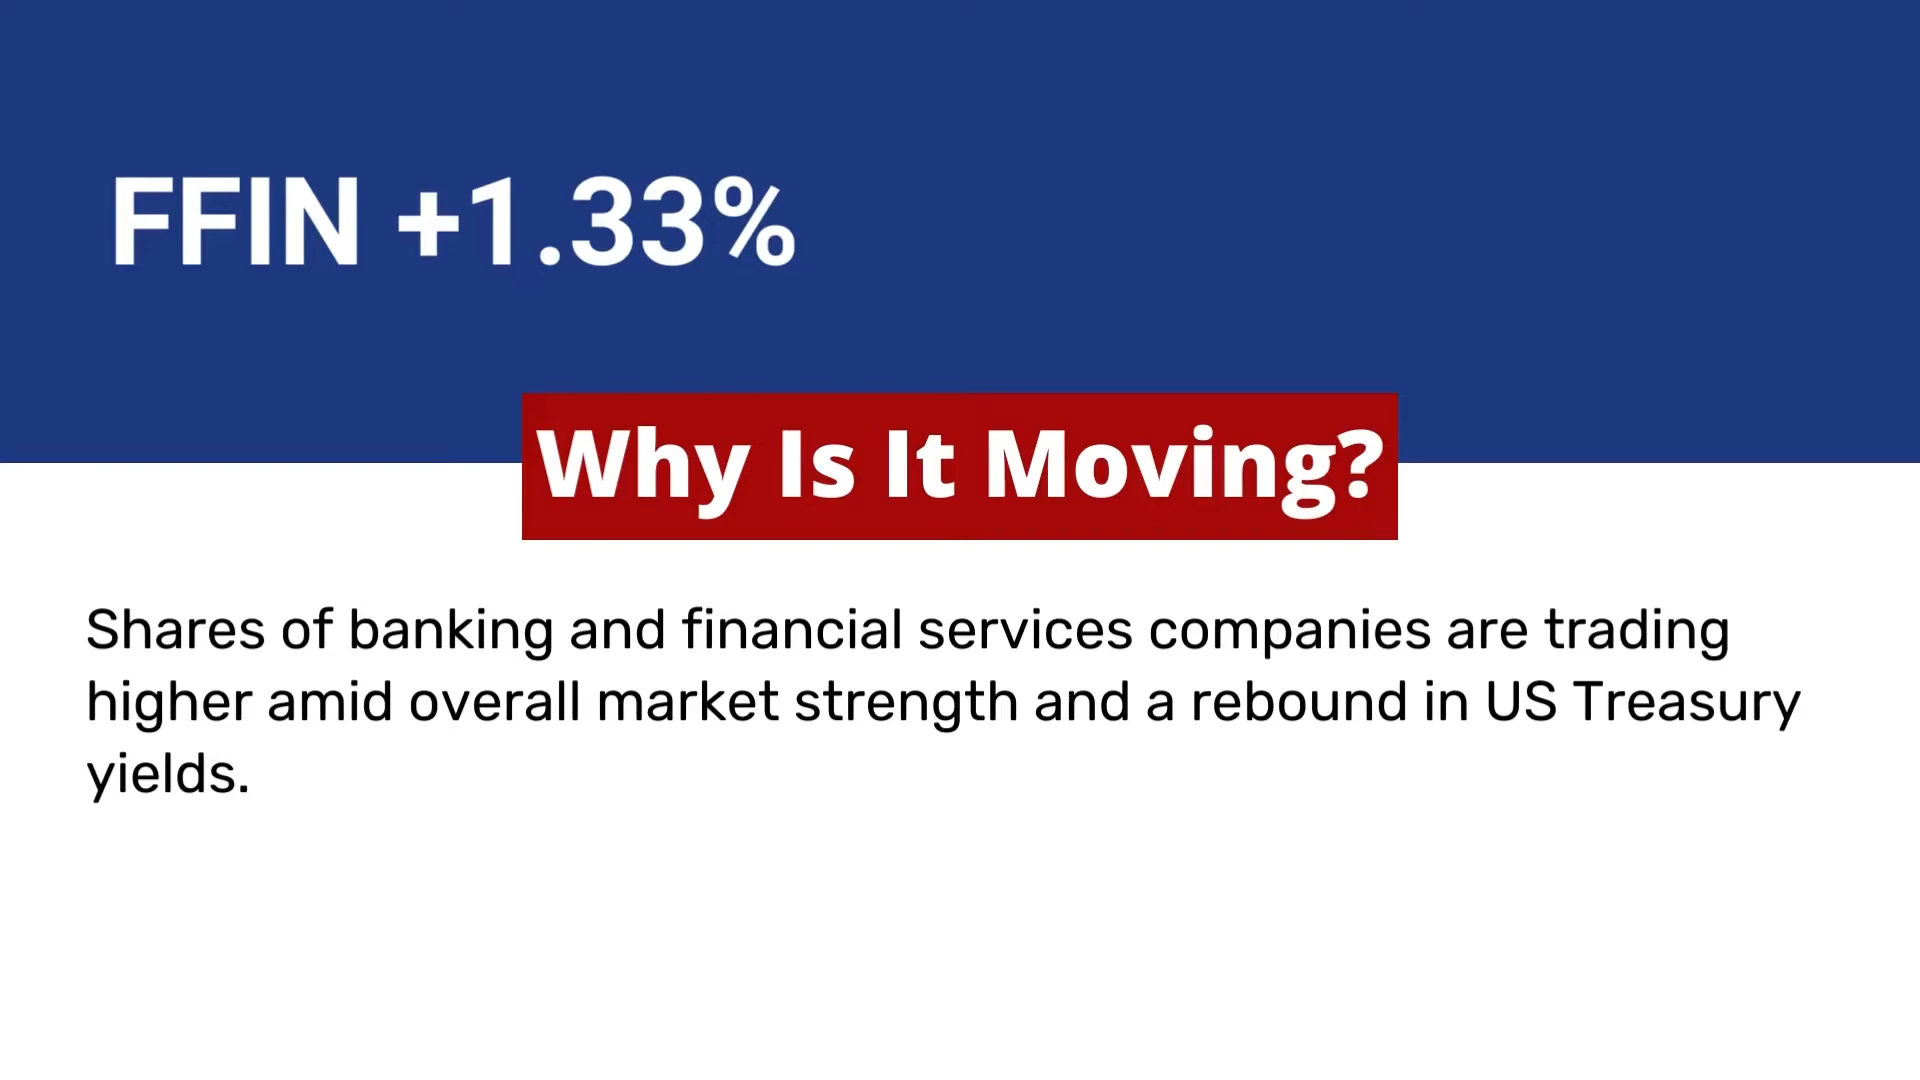 FFIN +1.33%
Why Is It Moving?
Shares of banking and financial services companies are trading
higher amid overall market strength and a rebound in US Treasury
yields.